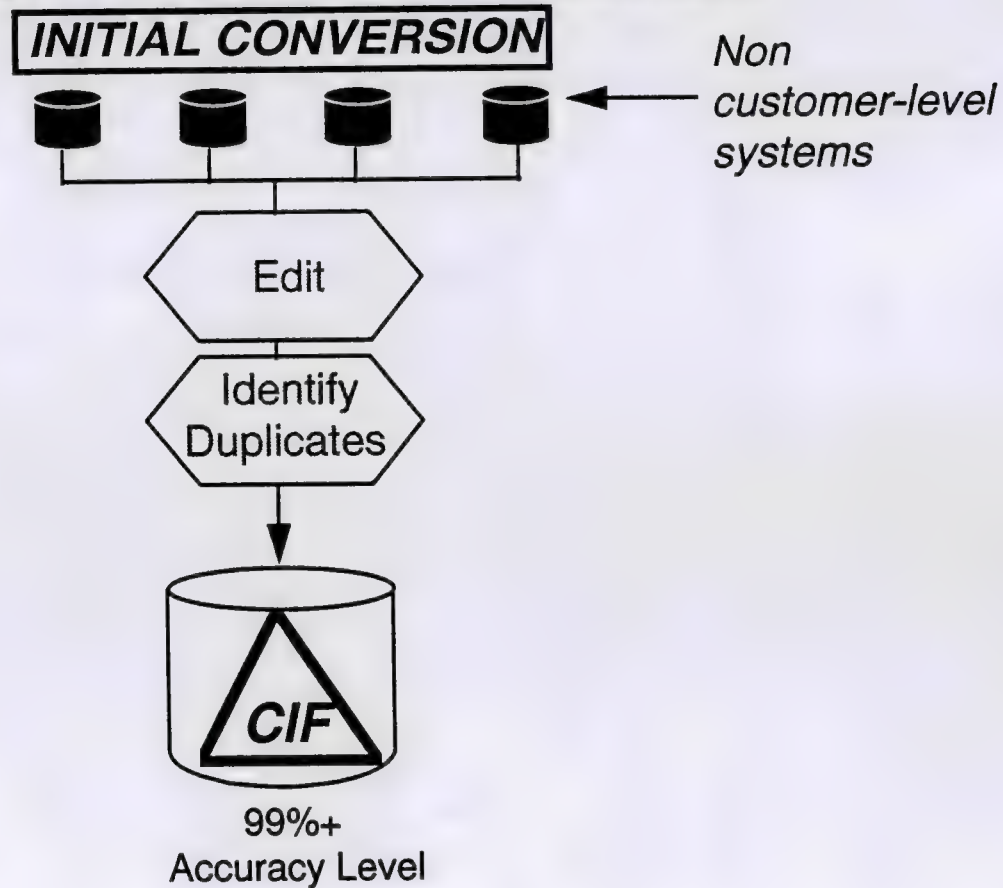 INITIAL CONVERSION
Non
customer-level
systems
Edit
Identify
Duplicates
CIF
99%+
Accuracy Level